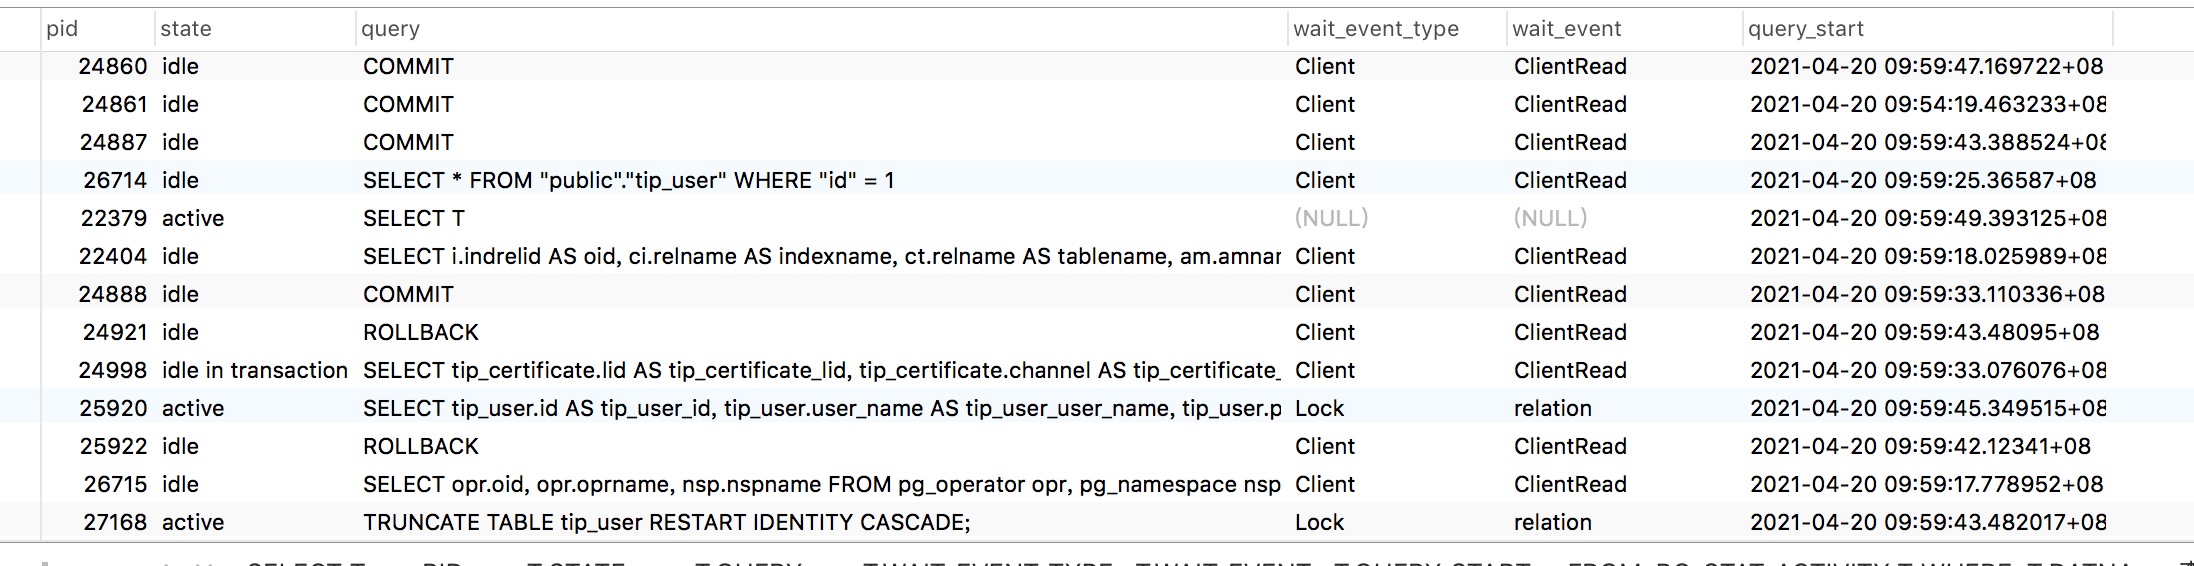 pid state query wait_event_type wait_event query_start
24860 idle COMMIT Client ClientRead 2021-04-20 09:59:47.169722+08
24861 idle COMMIT Client ClientRead 2021-04-20 09:54:19.463233+08
24887 idle COMMIT Client ClientRead 2021-04-20 09:59:43.388524+08
26714 idle SELECT * FROM "public"."tip_user" WHERE "id" = 1 Client ClientRead 2021-04-20 09:59:25.36587+08
22379 active SELECT T (NULL) (NULL) 2021-04-20 09:59:49.393125+08
22404 idle SELECT i.indrelid AS oid, ci.relname AS indexname, ct.relname AS tablename, am.amnar Client ClientRead 2021-04-20 09:59:18.025989+08
24888 idle COMMIT Client ClientRead 2021-04-20 09:59:33.110336+08
24921 idle ROLLBACK Client ClientRead 2021-04-20 09:59:43.48095+08
24998 idle in transaction SELECT tip_certificate.lid AS tip_certificate_lid, tip_certificate.channel AS tip_certificate_ Client ClientRead 2021-04-20 09:59:33.076076+08
25920 active SELECT tip_user.id AS tip_user_id, tip_user.user_name AS tip_user_user_name, tip_user.p Lock relation 2021-04-20 09:59:45.349515+08
25922 idle ROLLBACK Client ClientRead 2021-04-20 09:59:42.12341+08
26715 idle SELECT opr.oid, opr.oprname, nsp.nspname FROM pg_operator opr, pg_namespace nsp Client ClientRead 2021-04-20 09:59:17.778952+08
27168 active TRUNCATE TABLE tip_user RESTART IDENTITY CASCADE; Lock relation 2021-04-20 09:59:43.482017+08